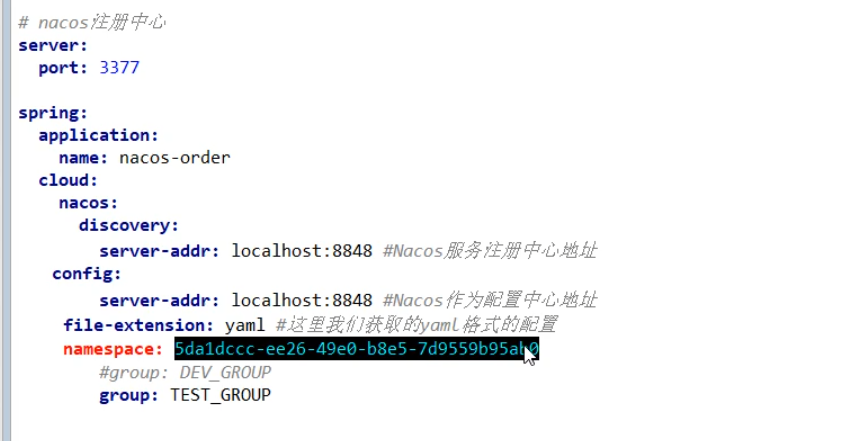 # nacos注册中心
server:
port: 3377
spring:
application:
name: nacos-order
cloud:
nacos:
discovery:
server-addr: localhost:8848 #Nacos服务注册中心地址
config:
server-addr: localhost:8848 #Nacos作为配置中心地址
file-extension: yaml #这里我们获取的yaml格式的配置
namespace: 5da1dccc-ee26-49e0-b8e5-7d9559b95ab0
#group: DEV_GROUP
group: TEST_GROUP